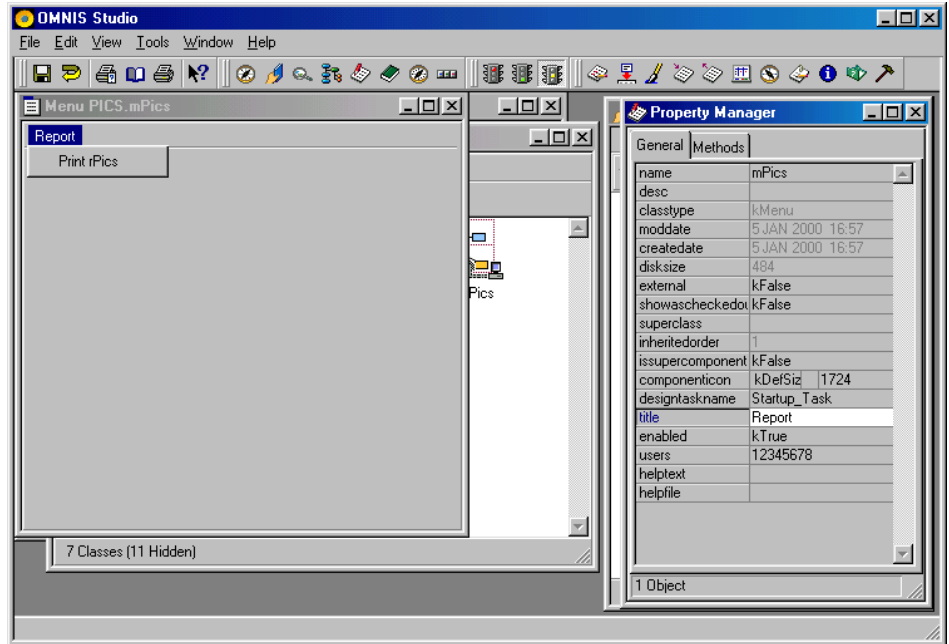 OMNIS Studio
File Edit View Tools Window Help
Menu PICS.mPics
Report
Print rPics
Pics
7 Classes (11 Hidden)
Property Manager
General Methods
name mPics
desc
classtype kMenu
moddate 5 JAN 2000 16:57
createdate 5 JAN 2000 16:57
disksize 484
external kFalse
showascheckedou kFalse
superclass
inheritedorder 1
issupercomponent kFalse
componenticon kDefSiz 1724
designtaskname Startup_Task
title Report
enabled kTrue
users 12345678
helptext
helpfile
1 Object